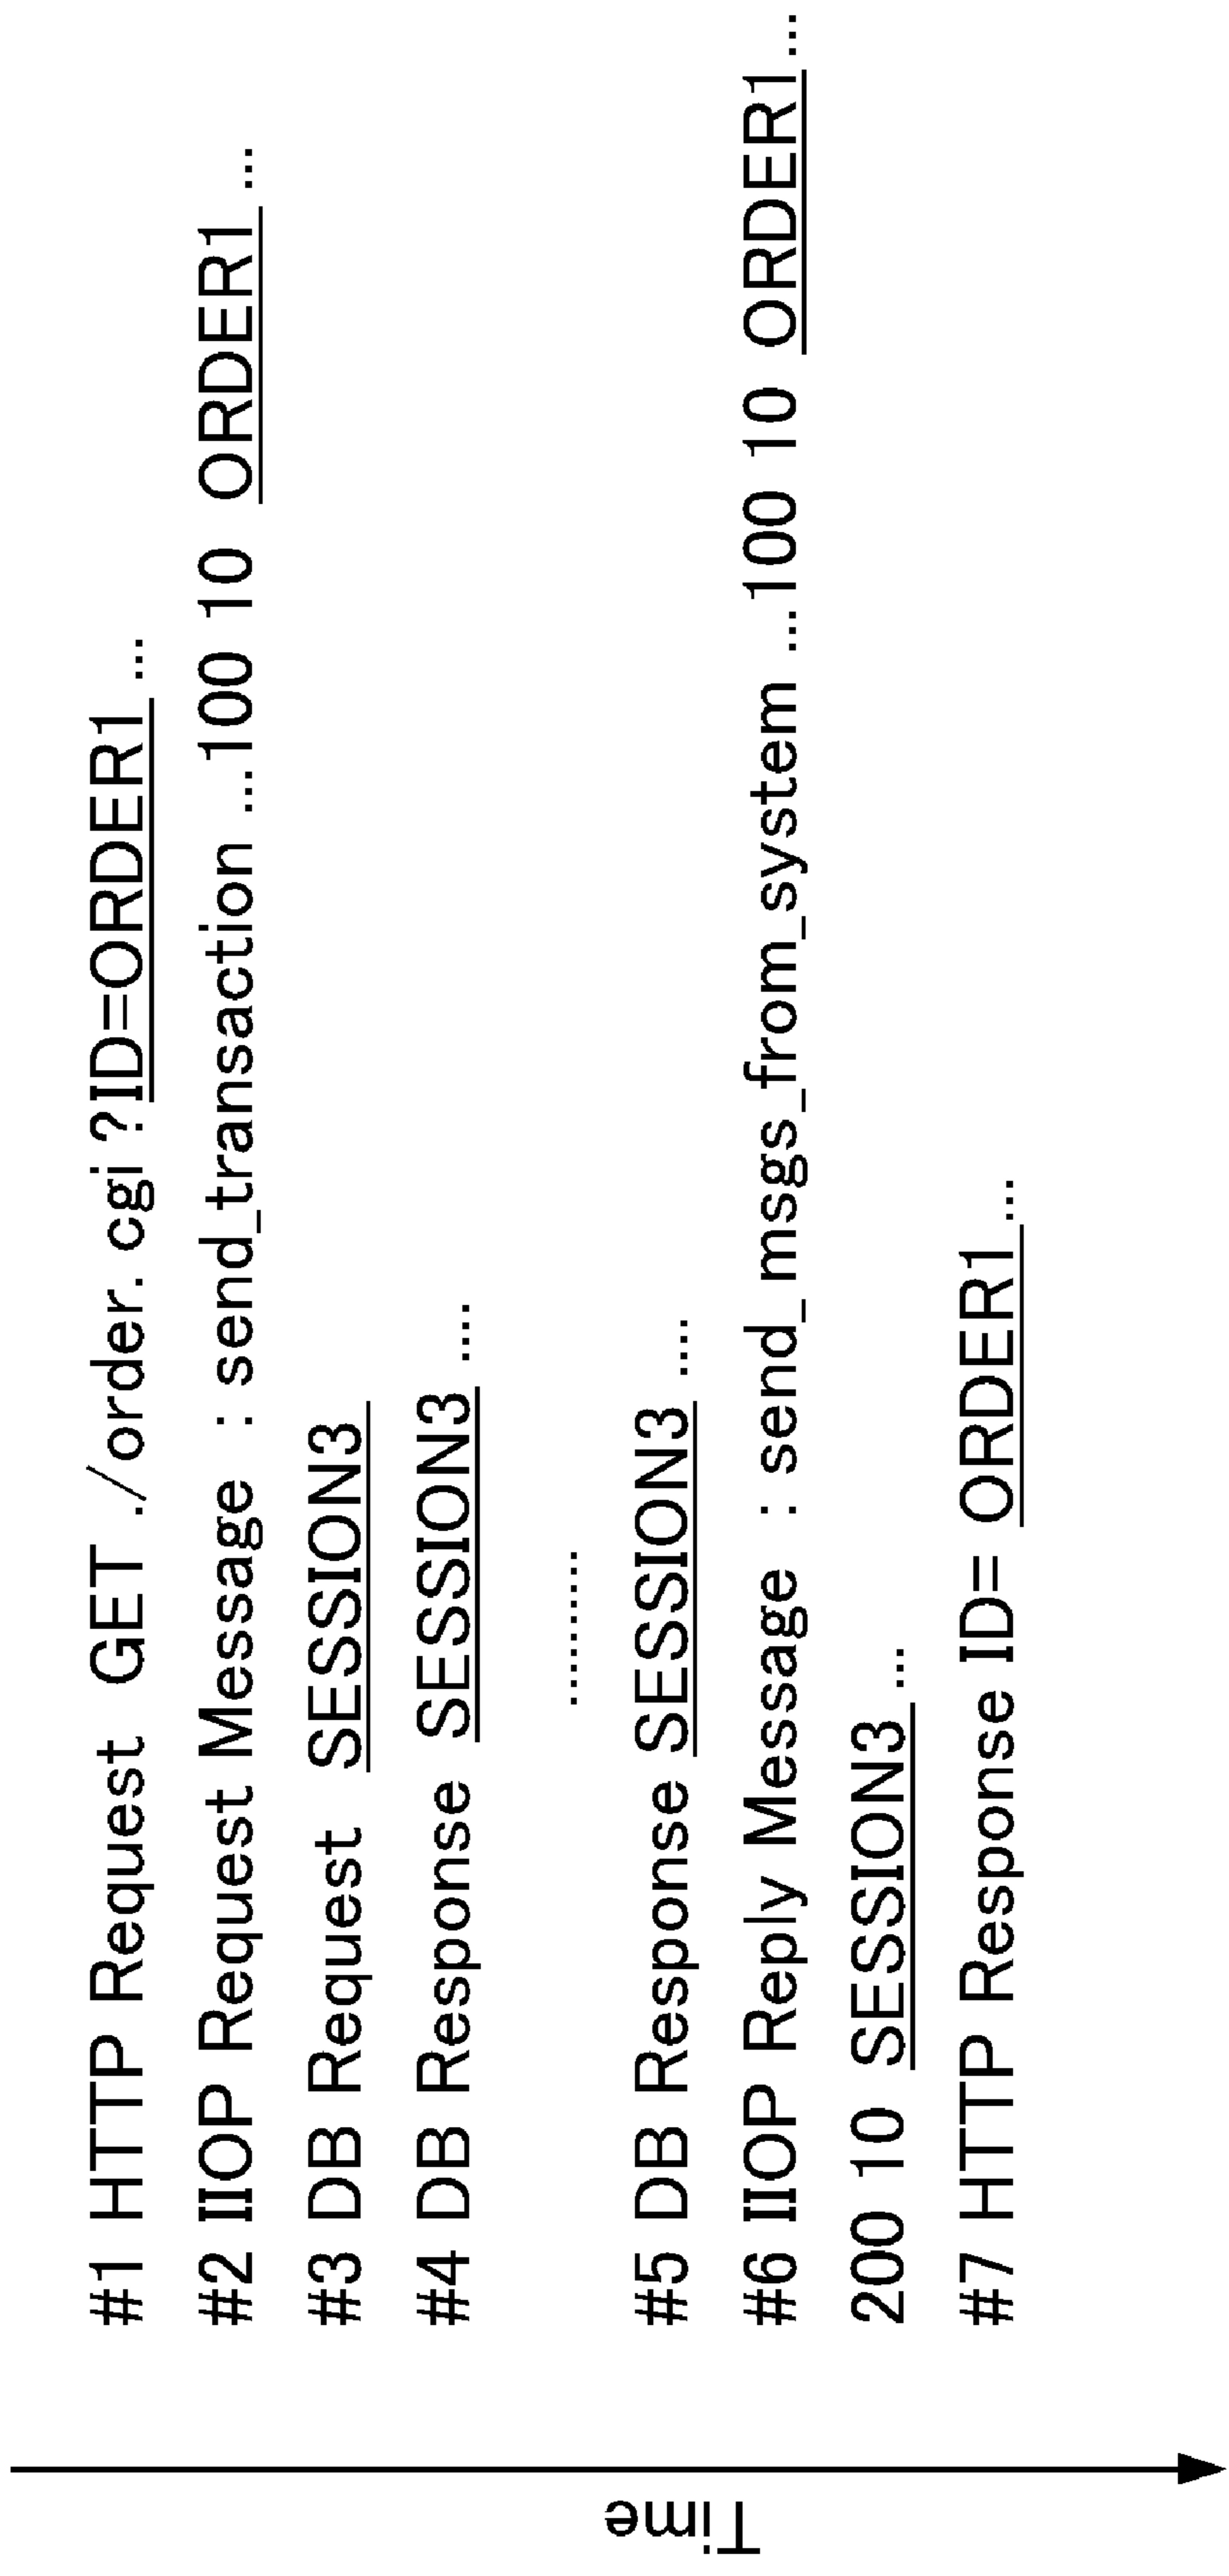 #1 HTTP Request GET ./order.cgi?ID=ORDER1 ...
#2 IIOP Request Message : send_transaction ...100 10 ORDER1 ...
#3 DB Request SESSION3
#4 DB Response SESSION3 ....
...........
#5 DB Response SESSION3 ....
#6 IIOP Reply Message : send_msgs_from_system ...100 10 ORDER1...
200 10 SESSION3 ...
#7 HTTP Response ID= ORDER1...
Time